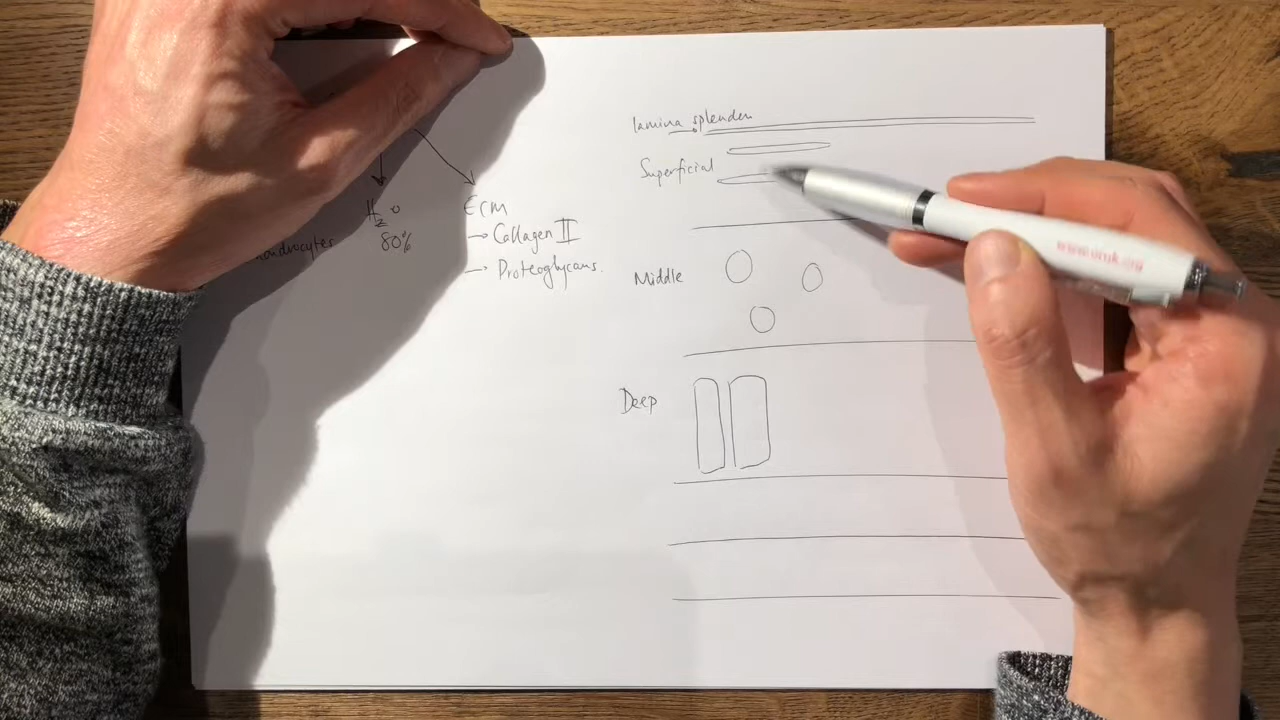 H2O
80%
ECM
→ Collagen II
→ Proteoglycans.
lamina splenden
Superficial
Middle
Deep